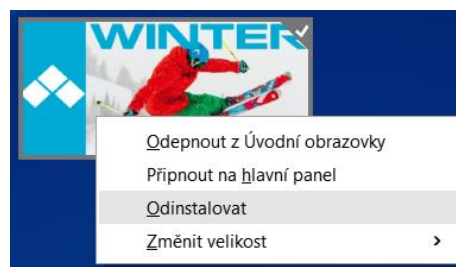 WINTER
Odepnout z Úvodní obrazovky
Připnout na hlavní panel
Odinstalovat
Změnit velikost